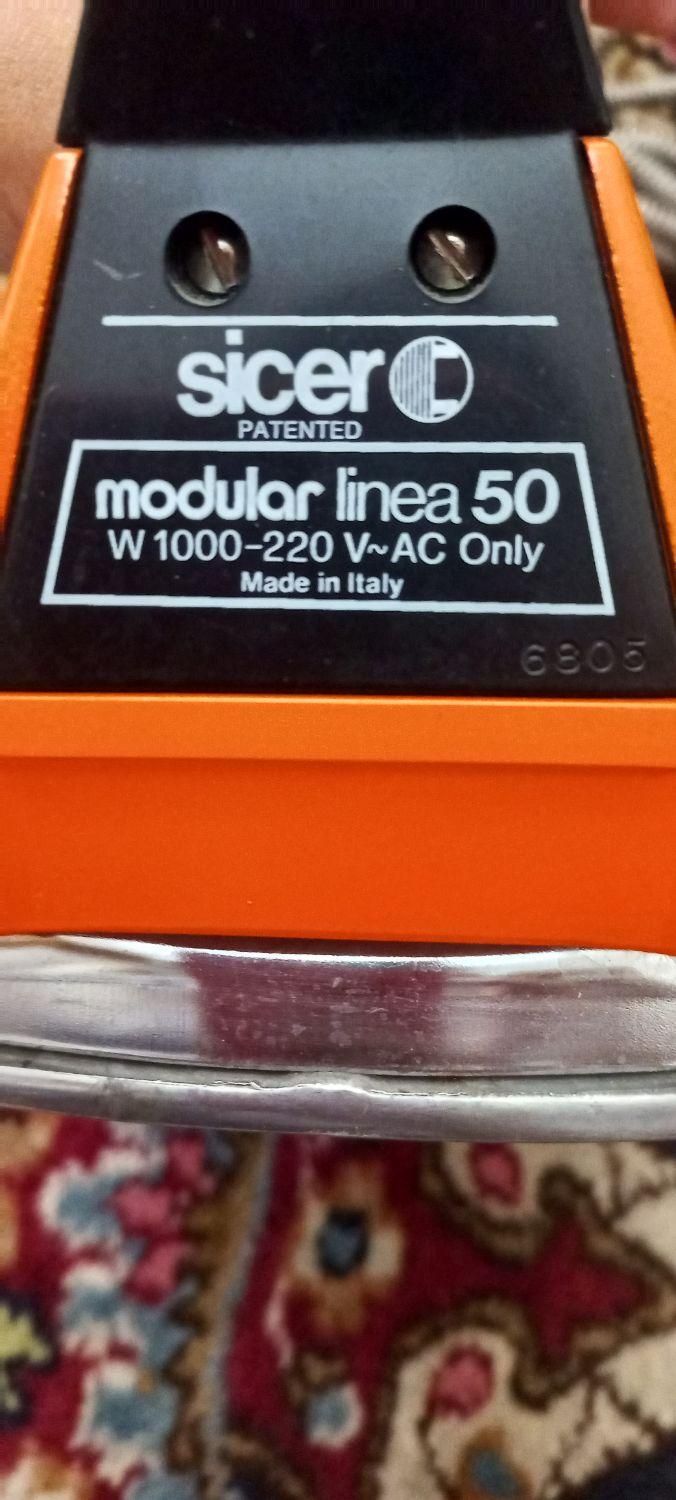 sicer
PATENTED
modular linea 50
W 1000-220 V~AC Only
Made in Italy
6805